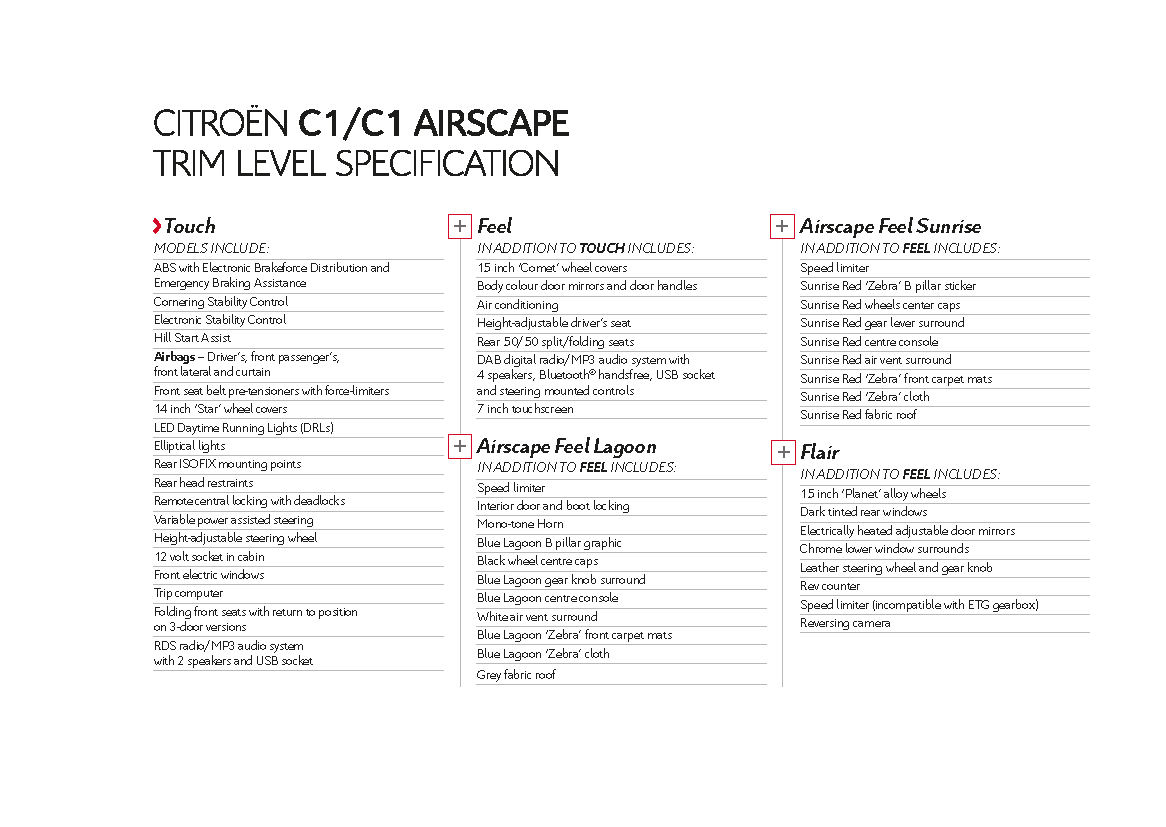 CITROËN C1/C1 AIRSCAPE
TRIM LEVEL SPECIFICATION
Touch
MODELS INCLUDE:
ABS with Electronic Brakeforce Distribution and
Emergency Braking Assistance
Cornering Stability Control
Electronic Stability Control
Hill Start Assist
Airbags – Driver's, front passenger's,
front lateral and curtain
Front seat belt pre-tensioners with force-limiters
14 inch 'Star' wheel covers
LED Daytime Running Lights (DRLs)
Elliptical lights
Rear ISOFIX mounting points
Rear head restraints
Remote central locking with deadlocks
Variable power assisted steering
Height-adjustable steering wheel
12 volt socket in cabin
Front electric windows
Trip computer
Folding front seats with return to position
on 3-door versions
RDS radio/MP3 audio system
with 2 speakers and USB socket
+ Feel
IN ADDITION TO TOUCH INCLUDES:
15 inch 'Comet' wheel covers
Body colour door mirrors and door handles
Air conditioning
Height-adjustable driver's seat
Rear 50/50 split/folding seats
DAB digital radio/MP3 audio system with
4 speakers, Bluetooth® handsfree, USB socket
and steering mounted controls
7 inch touchscreen
+ Airscape Feel Lagoon
IN ADDITION TO FEEL INCLUDES:
Speed limiter
Interior door and boot locking
Mono-tone Horn
Blue Lagoon B pillar graphic
Black wheel centre caps
Blue Lagoon gear knob surround
Blue Lagoon centre console
White air vent surround
Blue Lagoon 'Zebra' front carpet mats
Blue Lagoon 'Zebra' cloth
Grey fabric roof
+ Airscape Feel Sunrise
IN ADDITION TO FEEL INCLUDES:
Speed limiter
Sunrise Red 'Zebra' B pillar sticker
Sunrise Red wheels center caps
Sunrise Red gear lever surround
Sunrise Red centre console
Sunrise Red air vent surround
Sunrise Red 'Zebra' front carpet mats
Sunrise Red 'Zebra' cloth
Sunrise Red fabric roof
+ Flair
IN ADDITION TO FEEL INCLUDES:
15 inch 'Planet' alloy wheels
Dark tinted rear windows
Electrically heated adjustable door mirrors
Chrome lower window surrounds
Leather steering wheel and gear knob
Rev counter
Speed limiter (incompatible with ETG gearbox)
Reversing camera